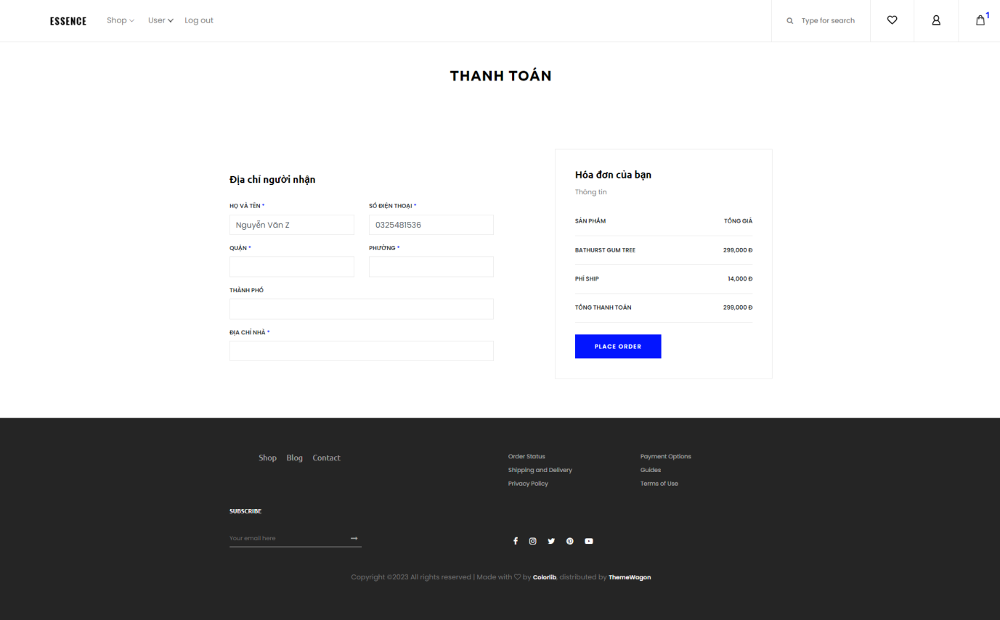 ESSENCE Shop User Log out Type for search 1
THANH TOÁN
Địa chỉ người nhận
HỌ VÀ TÊN * SỐ ĐIỆN THOẠI *
Nguyễn Văn Z 0325481536
QUẬN * PHƯỜNG *
THÀNH PHỐ
ĐỊA CHỈ NHÀ *
Hóa đơn của bạn
Thông tin
SẢN PHẨM TỔNG GIÁ
BATHURST GUM TREE 299,000 Đ
PHÍ SHIP 14,000 Đ
TỔNG THANH TOÁN 299,000 Đ
PLACE ORDER
Shop Blog Contact
Order Status Payment Options
Shipping and Delivery Guides
Privacy Policy Terms of Use
SUBSCRIBE
Your email here
Copyright ©2023 All rights reserved | Made with ♡ by Colorlib, distributed by ThemeWagon